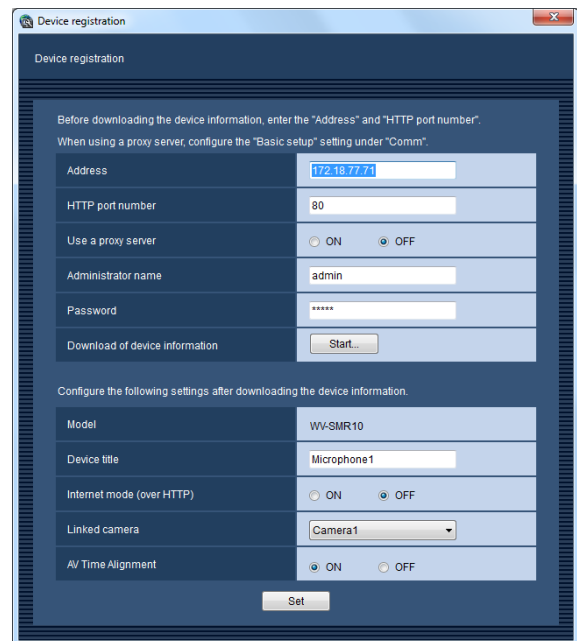 Device registration
Device registration
Before downloading the device information, enter the "Address" and "HTTP port number".
When using a proxy server, configure the "Basic setup" setting under "Comm".
Address 172.18.77.71
HTTP port number 80
Use a proxy server ON OFF
Administrator name admin
Password *****
Download of device information Start...
Configure the following settings after downloading the device information.
Model WV-SMR10
Device title Microphone1
Internet mode (over HTTP) ON OFF
Linked camera Camera1
AV Time Alignment ON OFF
Set